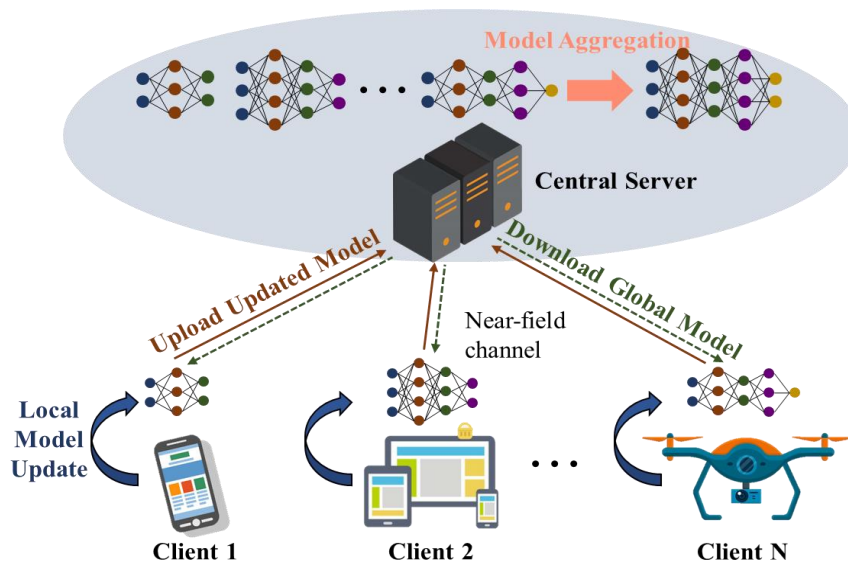 Model Aggregation
Central Server
Upload Updated Model
Download Global Model
Near-field
channel
Local
Model
Update
Client 1
Client 2
Client N